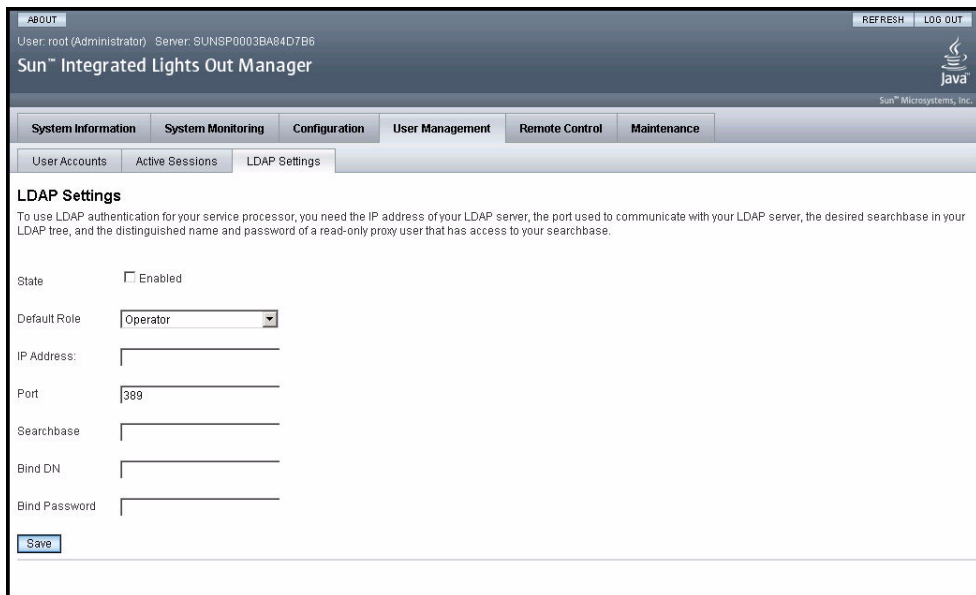 ABOUT
REFRESH LOG OUT
User: root (Administrator) Server: SUNSP0003BA84D7B6
Sun™ Integrated Lights Out Manager
Java™
Sun™ Microsystems, Inc.
System Information System Monitoring Configuration User Management Remote Control Maintenance
User Accounts Active Sessions LDAP Settings
LDAP Settings
To use LDAP authentication for your service processor, you need the IP address of your LDAP server, the port used to communicate with your LDAP server, the desired searchbase in your
LDAP tree, and the distinguished name and password of a read-only proxy user that has access to your searchbase.
State Enabled
Default Role Operator
IP Address:
Port 389
Searchbase
Bind DN
Bind Password
Save